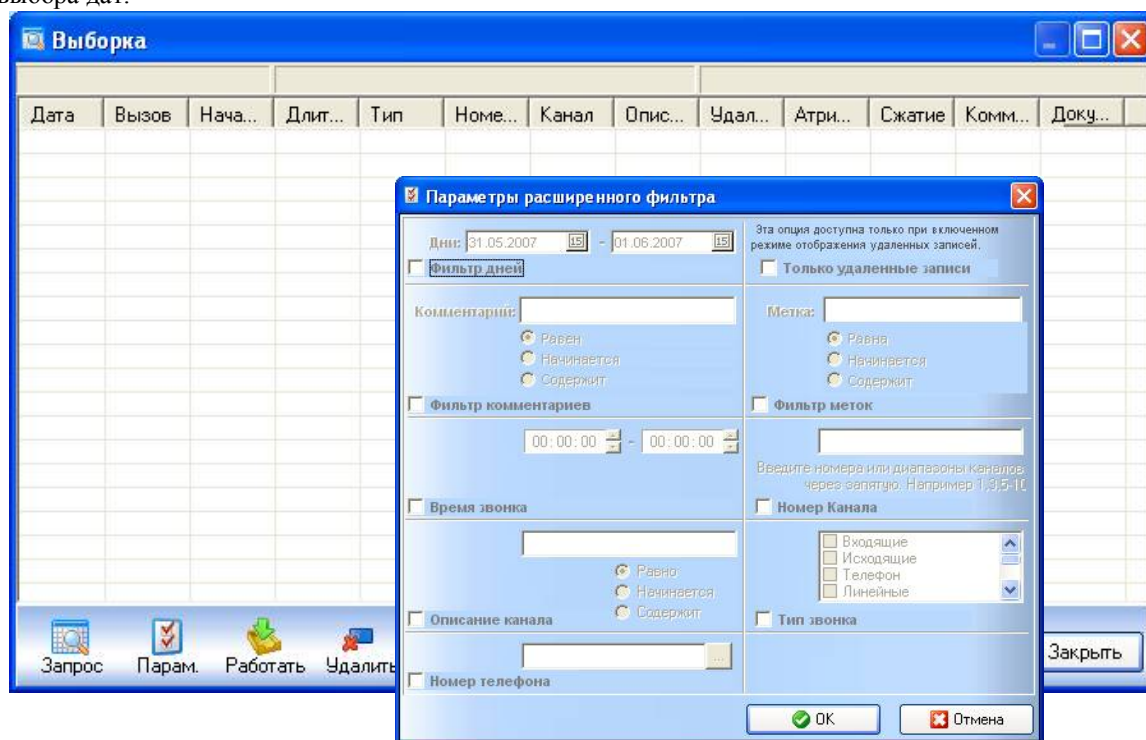 выбора дат.
Выборка
Дата Вызов Нача... Длит... Тип Номе... Канал Опис... Удал... Атри... Сжатие Комм... Доку...
Параметры расширенного фильтра
Дни: 31.05.2007 15 - 01.06.2007 15
Фильтр дней
Эта опция доступна только при включенном
режиме отображения удаленных записей.
Только удаленные записи
Комментарий:
Равен
Начинается
Содержит
Фильтр комментариев
Метка:
Равна
Начинается
Содержит
Фильтр меток
00:00:00 - 00:00:00
Время звонка
Введите номера или диапазоны каналов
через запятую. Например 1,3,5-10
Номер Канала
Равно
Начинается
Содержит
Описание канала
Входящие
Исходящие
Телефон
Линейные
Тип звонка
...
Номер телефона
OK Отмена
Запрос Парам. Работать Удалить Закрыть